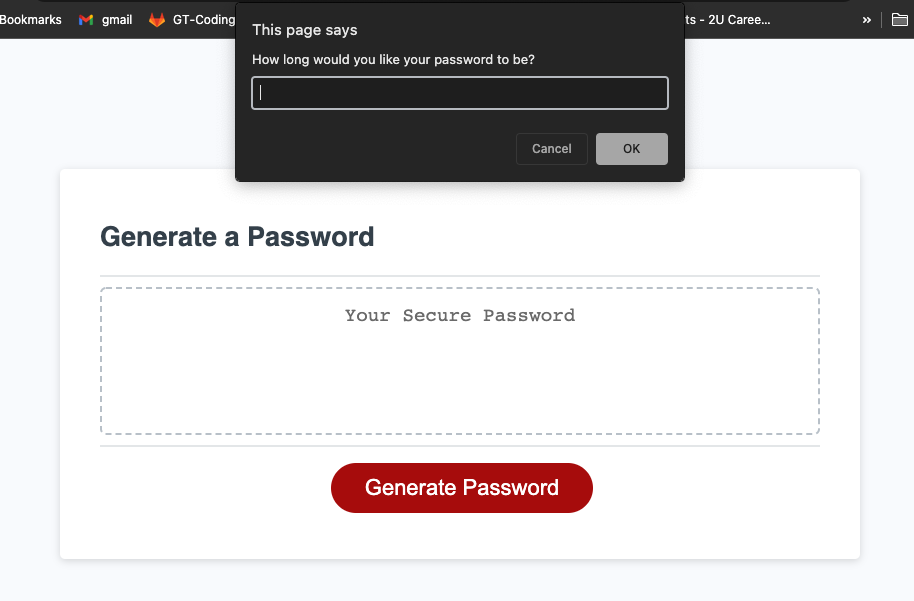 Bookmarks gmail GT-Coding ts - 2U Caree... »
This page says
How long would you like your password to be?
Cancel OK
Generate a Password
Your Secure Password
Generate Password